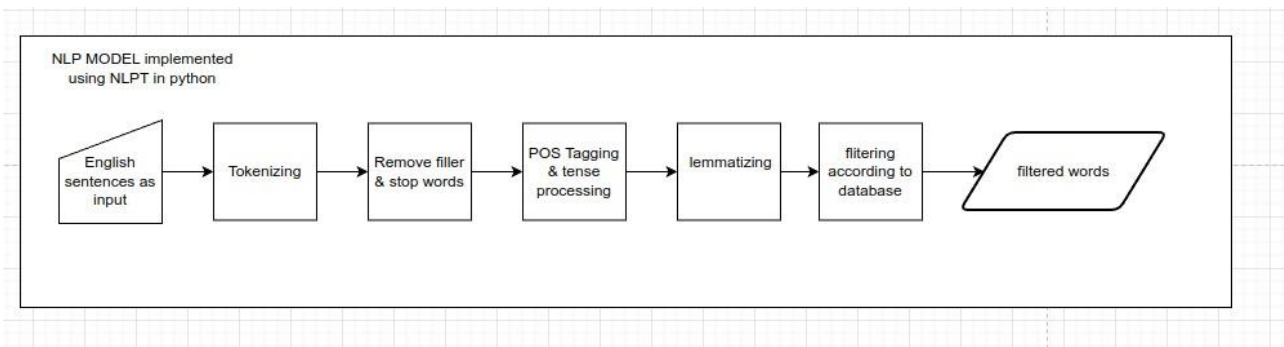 NLP MODEL implemented
using NLPT in python
English
sentences as
input
Tokenizing
Remove filler
& stop words
POS Tagging
& tense
processing
lemmatizing
flitering
according to
database
filtered words